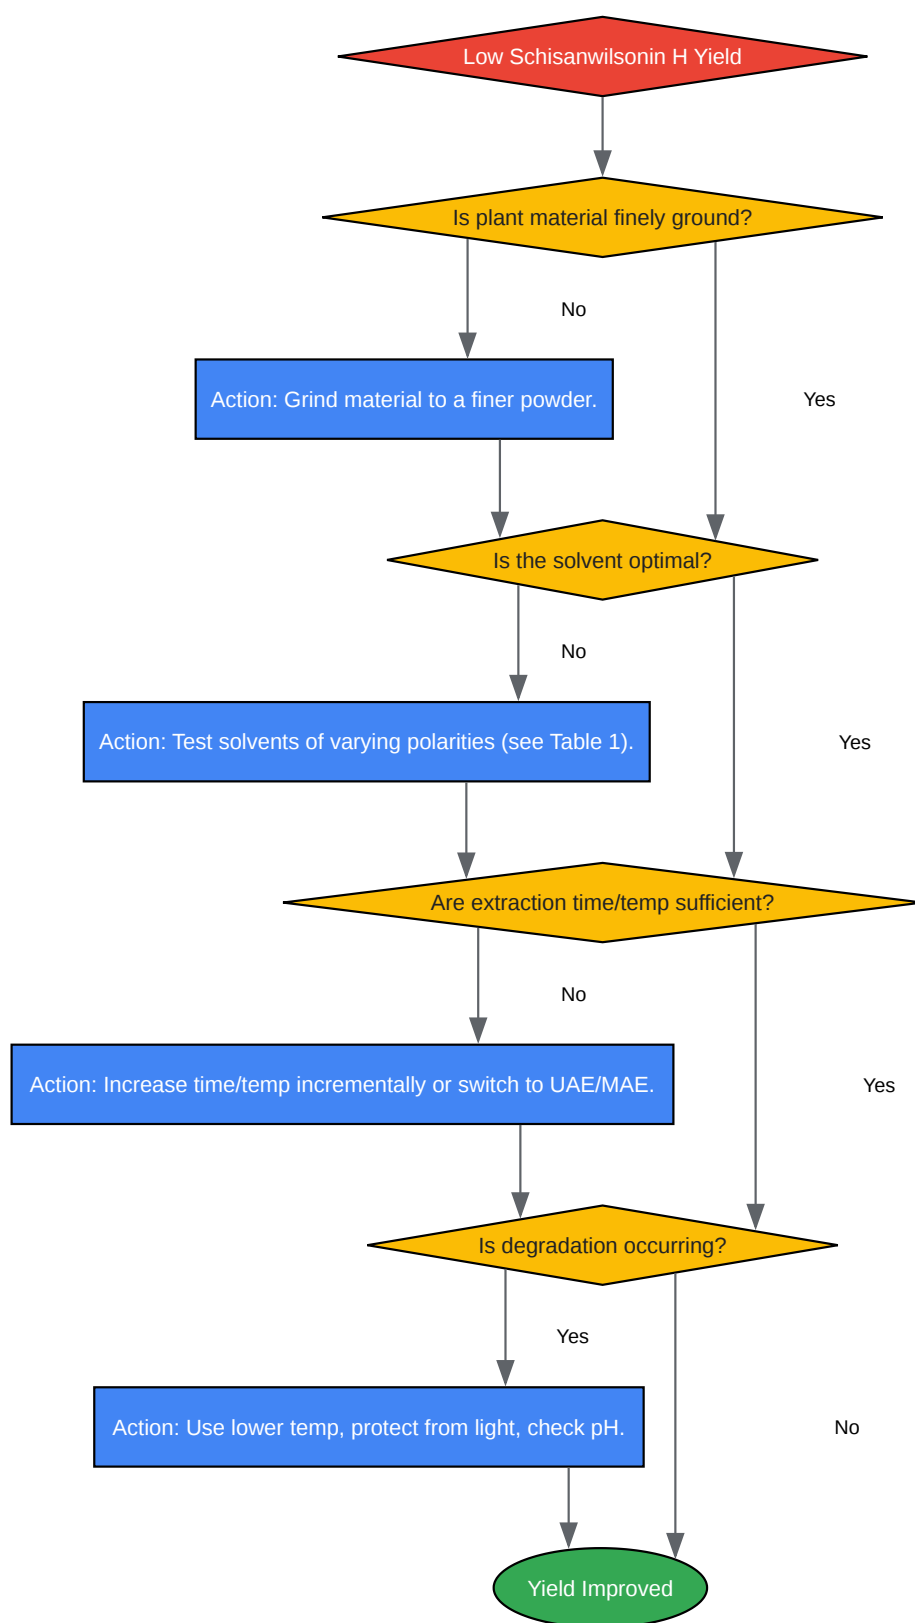 Low Schisanwilsonin H Yield
Is plant material finely ground?
No
Action: Grind material to a finer powder.
Yes
Is the solvent optimal?
No
Action: Test solvents of varying polarities (see Table 1).
Yes
Are extraction time/temp sufficient?
No
Action: Increase time/temp incrementally or switch to UAE/MAE.
Yes
Is degradation occurring?
Yes
Action: Use lower temp, protect from light, check pH.
No
Yield Improved